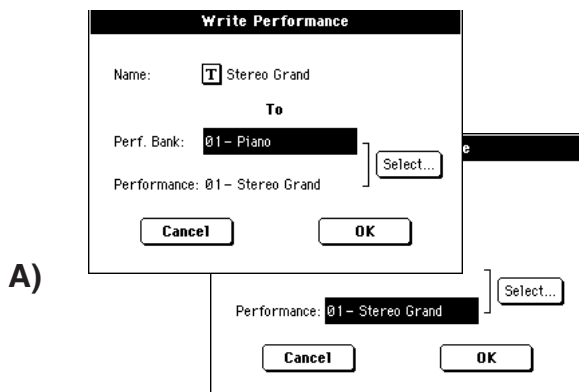 Write Performance
Name: T Stereo Grand
To
Perf. Bank: 01- Piano
Select...
Performance: 01- Stereo Grand
Cancel OK
A)
e
Select...
Performance: 01- Stereo Grand
Cancel OK